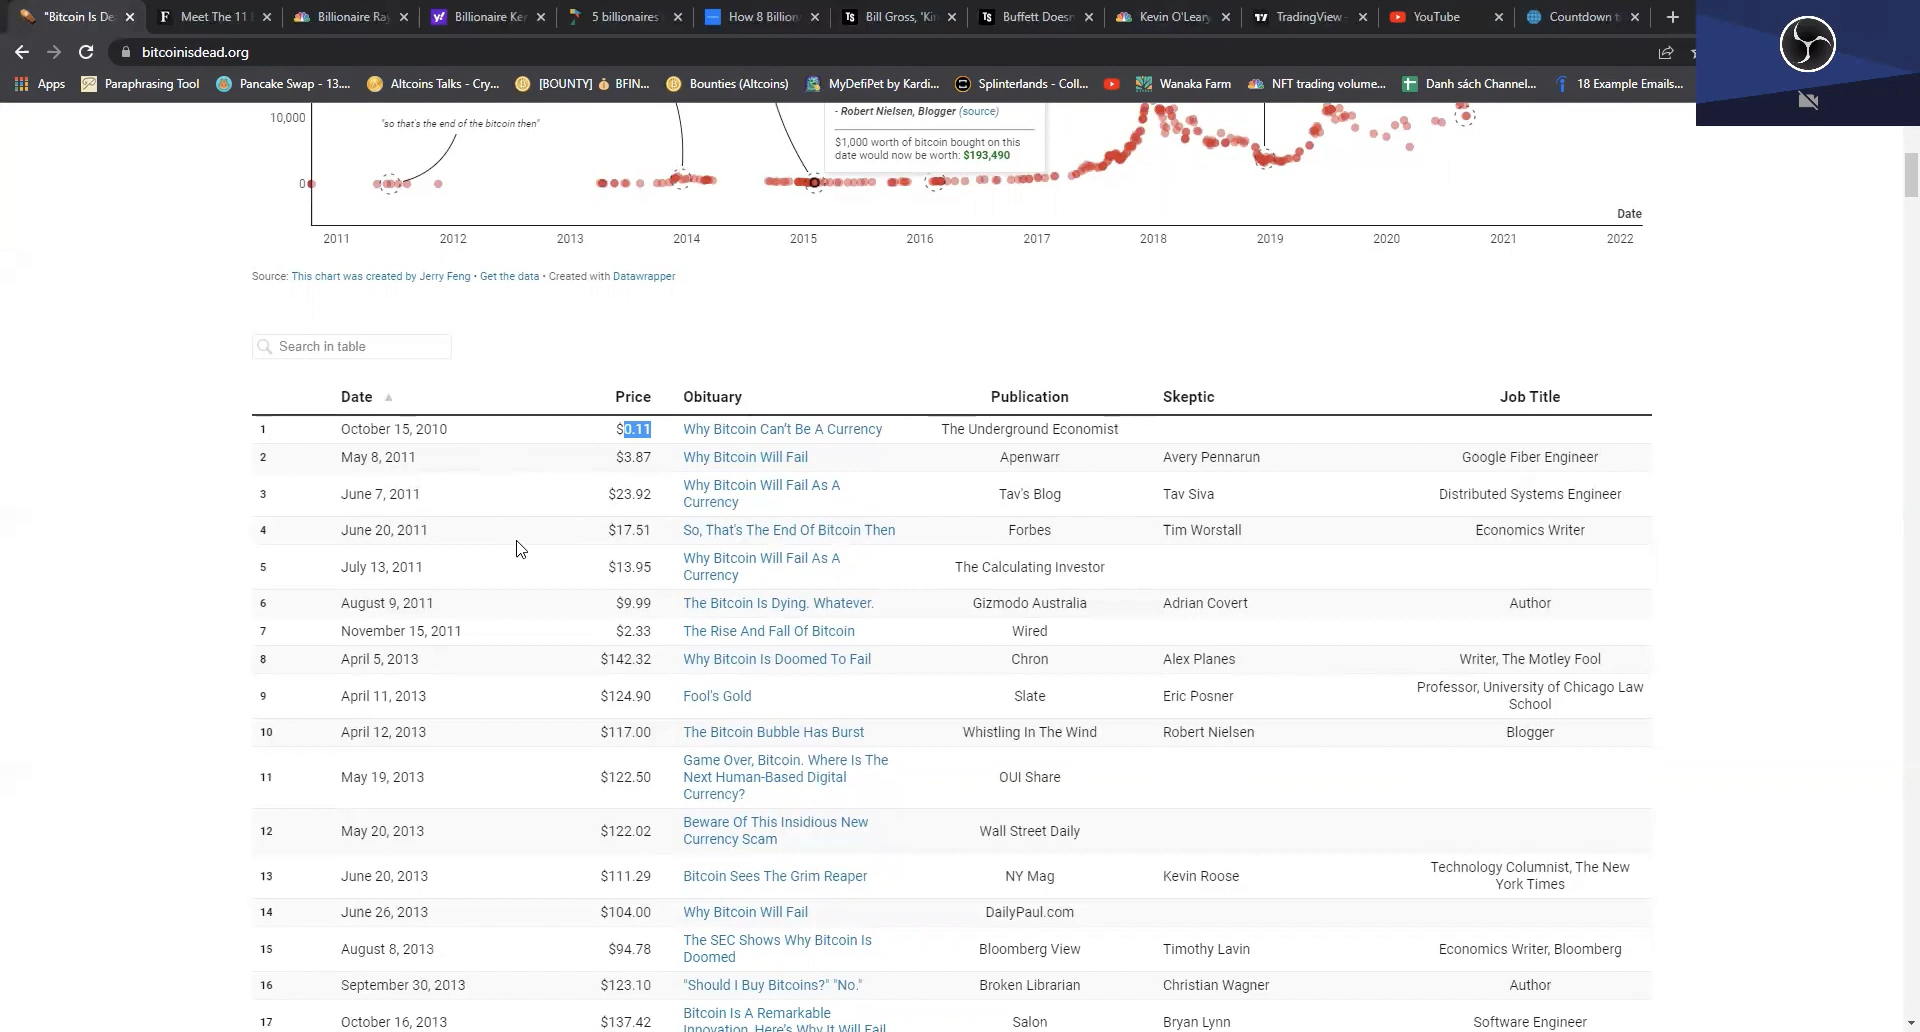 "Bitcoin Is De
Meet The 11 B
Billionaire Ray
Billionaire Ken
5 billionaires
How 8 Billion
Bill Gross, 'Kin
Buffett Doesn
Kevin O'Leary
TradingView
YouTube
Countdown t
bitcoinisdead.org
Apps
Paraphrasing Tool
Pancake Swap - 13....
Altcoins Talks - Cry...
[BOUNTY] 💰 BFIN...
Bounties (Altcoins)
MyDefiPet by Kardi...
Splinterlands - Coll...
Wanaka Farm
NFT trading volume...
Danh sách Channel...
18 Example Emails...
10,000
"so that's the end of the bitcoin then"
- Robert Nielsen, Blogger (source)
$1,000 worth of bitcoin bought on this
date would now be worth: $193,490
0
Date
2011 2012 2013 2014 2015 2016 2017 2018 2019 2020 2021 2022
Source: This chart was created by Jerry Feng • Get the data • Created with Datawrapper
Search in table
Date ▲ Price Obituary Publication Skeptic Job Title
1 October 15, 2010 $0.11 Why Bitcoin Can't Be A Currency The Underground Economist
2 May 8, 2011 $3.87 Why Bitcoin Will Fail Apenwarr Avery Pennarun Google Fiber Engineer
3 June 7, 2011 $23.92 Why Bitcoin Will Fail As A
Currency Tav's Blog Tav Siva Distributed Systems Engineer
4 June 20, 2011 $17.51 So, That's The End Of Bitcoin Then Forbes Tim Worstall Economics Writer
5 July 13, 2011 $13.95 Why Bitcoin Will Fail As A
Currency The Calculating Investor
6 August 9, 2011 $9.99 The Bitcoin Is Dying. Whatever. Gizmodo Australia Adrian Covert Author
7 November 15, 2011 $2.33 The Rise And Fall Of Bitcoin Wired
8 April 5, 2013 $142.32 Why Bitcoin Is Doomed To Fail Chron Alex Planes Writer, The Motley Fool
9 April 11, 2013 $124.90 Fool's Gold Slate Eric Posner Professor, University of Chicago Law
School
10 April 12, 2013 $117.00 The Bitcoin Bubble Has Burst Whistling In The Wind Robert Nielsen Blogger
11 May 19, 2013 $122.50 Game Over, Bitcoin. Where Is The
Next Human-Based Digital
Currency? OUI Share
12 May 20, 2013 $122.02 Beware Of This Insidious New
Currency Scam Wall Street Daily
13 June 20, 2013 $111.29 Bitcoin Sees The Grim Reaper NY Mag Kevin Roose Technology Columnist, The New
York Times
14 June 26, 2013 $104.00 Why Bitcoin Will Fail DailyPaul.com
15 August 8, 2013 $94.78 The SEC Shows Why Bitcoin Is
Doomed Bloomberg View Timothy Lavin Economics Writer, Bloomberg
16 September 30, 2013 $123.10 "Should I Buy Bitcoins?" "No." Broken Librarian Christian Wagner Author
17 October 16, 2013 $137.42 Bitcoin Is A Remarkable
Innovation, Here's Why It Will Fail Salon Bryan Lynn Software Engineer